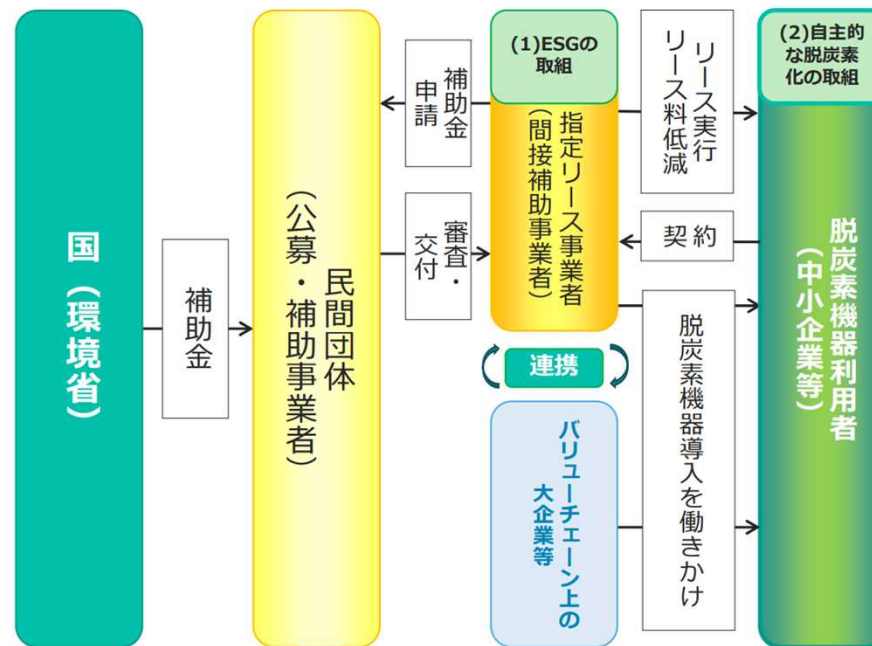 国（環境省）
補助金
民間団体
（公募・補助事業者）
補助金
申請
審査・
交付
(1)ESGの
取組
指定リース事業者
（間接補助事業者）
連携
バリューチェーン上の
大企業等
リース実行
リース料低減
契約
脱炭素機器導入を働きかけ
(2)自主的
な脱炭素
化の取組
脱炭素機器利用者
（中小企業等）